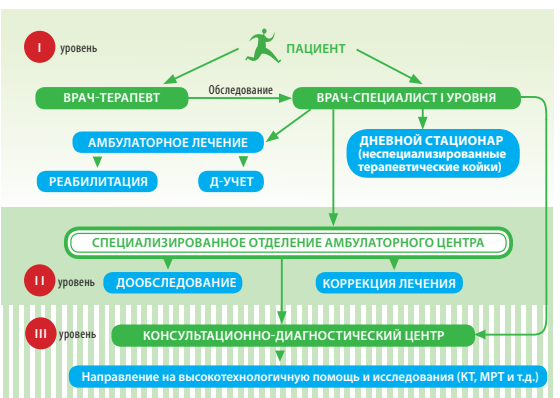 I уровень
ПАЦИЕНТ
ВРАЧ-ТЕРАПЕВТ
Обследование
ВРАЧ-СПЕЦИАЛИСТ I УРОВНЯ
АМБУЛАТОРНОЕ ЛЕЧЕНИЕ
ДНЕВНОЙ СТАЦИОНАР
(неспециализированные
терапевтические койки)
РЕАБИЛИТАЦИЯ
Д-УЧЕТ
СПЕЦИАЛИЗИРОВАННОЕ ОТДЕЛЕНИЕ АМБУЛАТОРНОГО ЦЕНТРА
II уровень
ДООБСЛЕДОВАНИЕ
КОРРЕКЦИЯ ЛЕЧЕНИЯ
III уровень
КОНСУЛЬТАЦИОННО-ДИАГНОСТИЧЕСКИЙ ЦЕНТР
Направление на высокотехнологичную помощь и исследования (КТ, МРТ и т.д.)